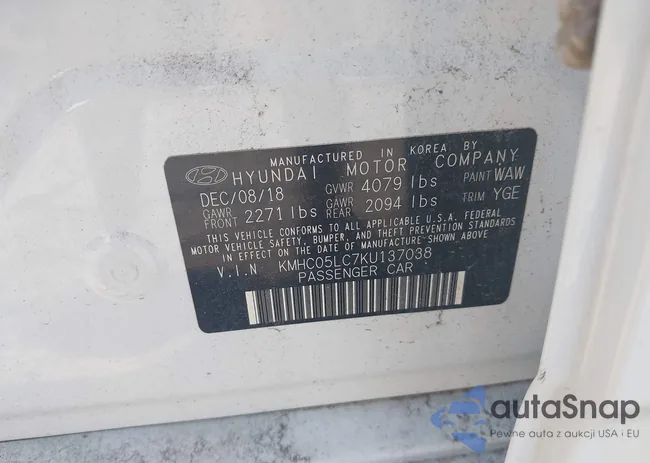 MANUFACTURED IN KOREA BY
HYUNDAI MOTOR COMPANY
DEC/08/18 GVWR 4079 lbs PAINT WAW
GAWR FRONT 2271 lbs GAWR REAR 2094 lbs TRIM YGE
THIS VEHICLE CONFORMS TO ALL APPLICABLE U.S.A. FEDERAL
MOTOR VEHICLE SAFETY, BUMPER, AND THEFT PREVENTION STANDARDS
IN EFFECT ON THE DATE OF MANUFACTURE SHOWN ABOVE.
V.I.N KMHC05LC7KU137038
PASSENGER CAR
autaSnap
Pewne auta z aukcji USA i EU